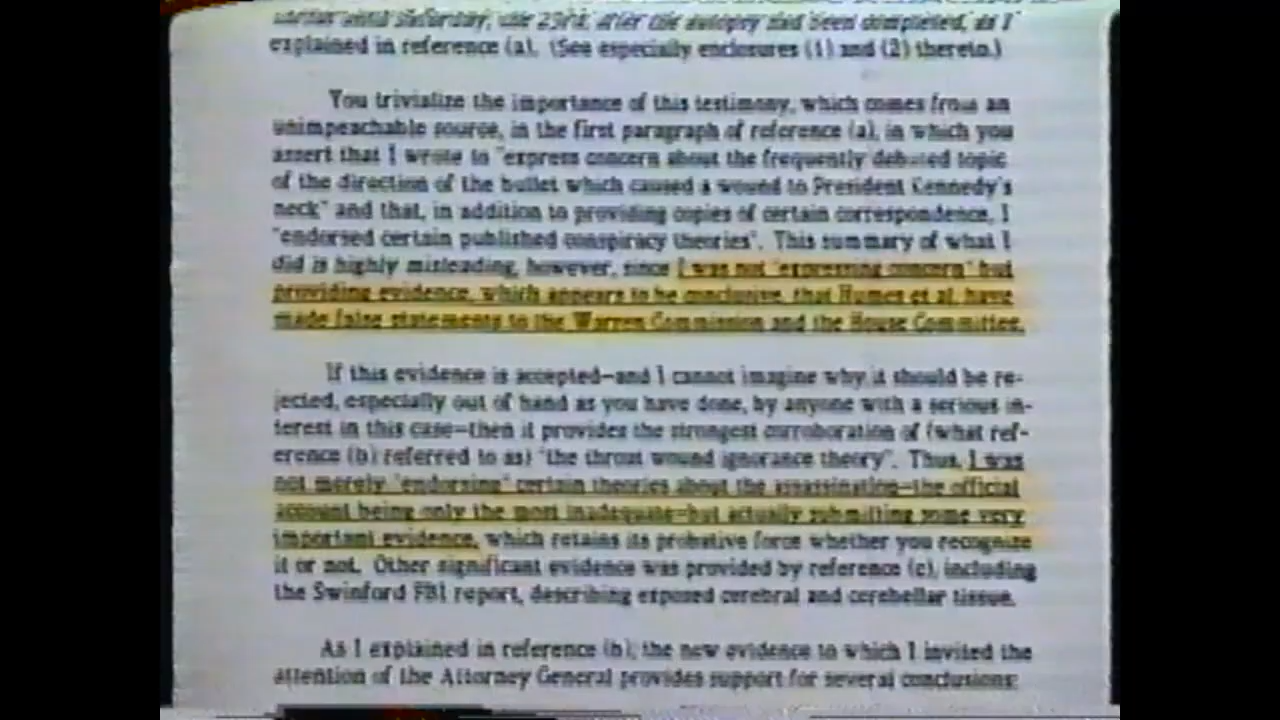 until Saturday, the 23rd, after the autopsy had been completed, as I
explained in reference (a). (See especially enclosures (1) and (2) thereto.)
You trivialize the importance of this testimony, which comes from an
unimpeachable source, in the first paragraph of reference (a), in which you
assert that I wrote to "express concern about the frequently debated topic
of the direction of the bullet which caused a wound to President Kennedy's
neck" and that, in addition to providing copies of certain correspondence, I
"endorsed certain published conspiracy theories". This summary of what I
did is highly misleading, however, since I was not "expressing concern" but
providing evidence, which appears to be conclusive, that Humes et al. have
made false statements to the Warren Commission and the House Committee.
If this evidence is accepted—and I cannot imagine why it should be re-
jected, especially out of hand as you have done, by anyone with a serious in-
terest in this case—then it provides the strongest corroboration of (what ref-
erence (b) referred to as) "the throat wound ignorance theory". Thus, I was
not merely "endorsing" certain theories about the assassination—the official
account being only the most inadequate—but actually submitting some very
important evidence, which retains its probative force whether you recognize
it or not. Other significant evidence was provided by reference (c), including
the Swinford FBI report, describing exposed cerebral and cerebellar tissue.
As I explained in reference (b), the new evidence to which I invited the
attention of the Attorney General provides support for several conclusions: